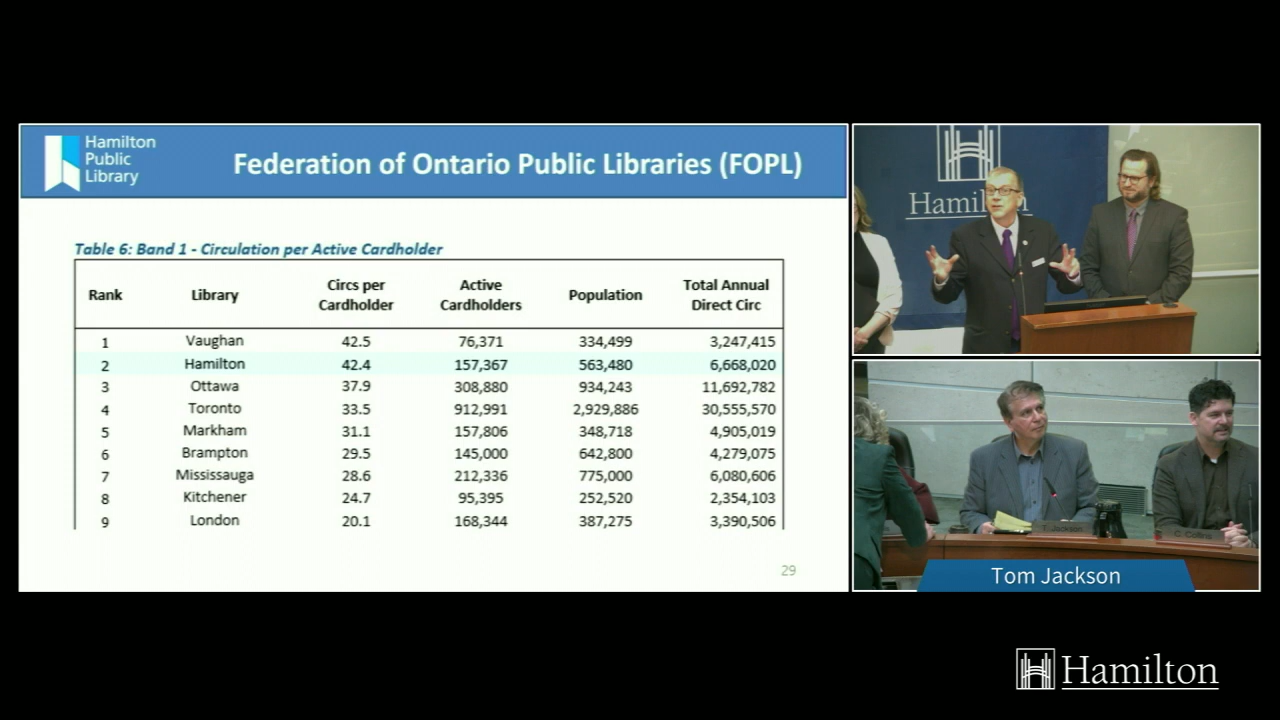 Hamilton
Public
Library
Federation of Ontario Public Libraries (FOPL)
Table 6: Band 1 - Circulation per Active Cardholder
Rank Library Circs per Cardholder Active Cardholders Population Total Annual Direct Circ
1 Vaughan 42.5 76,371 334,499 3,247,415
2 Hamilton 42.4 157,367 563,480 6,668,020
3 Ottawa 37.9 308,880 934,243 11,692,782
4 Toronto 33.5 912,991 2,929,886 30,555,570
5 Markham 31.1 157,806 348,718 4,905,019
6 Brampton 29.5 145,000 642,800 4,279,075
7 Mississauga 28.6 212,336 775,000 6,080,606
8 Kitchener 24.7 95,395 252,520 2,354,103
9 London 20.1 168,344 387,275 3,390,506
29
Hamilton
T. Jackson
C. Collins
Tom Jackson
Hamilton